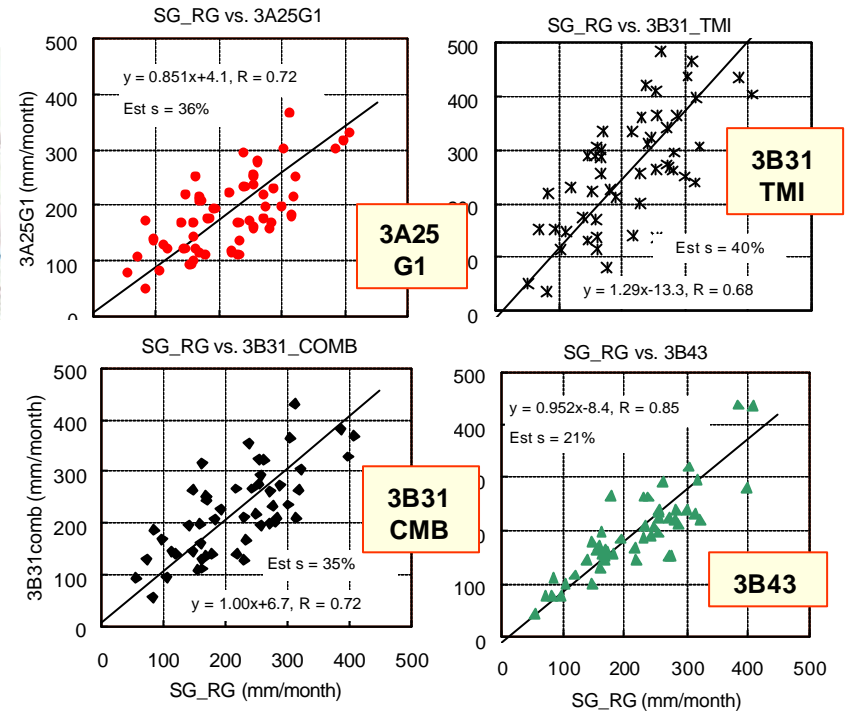 SG_RG vs. 3A25G1
500
400
300
200
100
0
3A25G1 (mm/month)
y = 0.851x+4.1, R = 0.72
Est s = 36%
3A25
G1
SG_RG vs. 3B31_TMI
500
400
300
200
100
0
3B31
TMI
Est s = 40%
y = 1.29x-13.3, R = 0.68
SG_RG vs. 3B31_COMB
500
400
300
200
100
0
3B31comb (mm/month)
3B31
CMB
Est s = 35%
y = 1.00x+6.7, R = 0.72
0 100 200 300 400 500
SG_RG (mm/month)
SG_RG vs. 3B43
500
400
100
0
y = 0.952x-8.4, R = 0.85
Est s = 21%
3B43
0 100 200 300 400 500
SG_RG (mm/month)